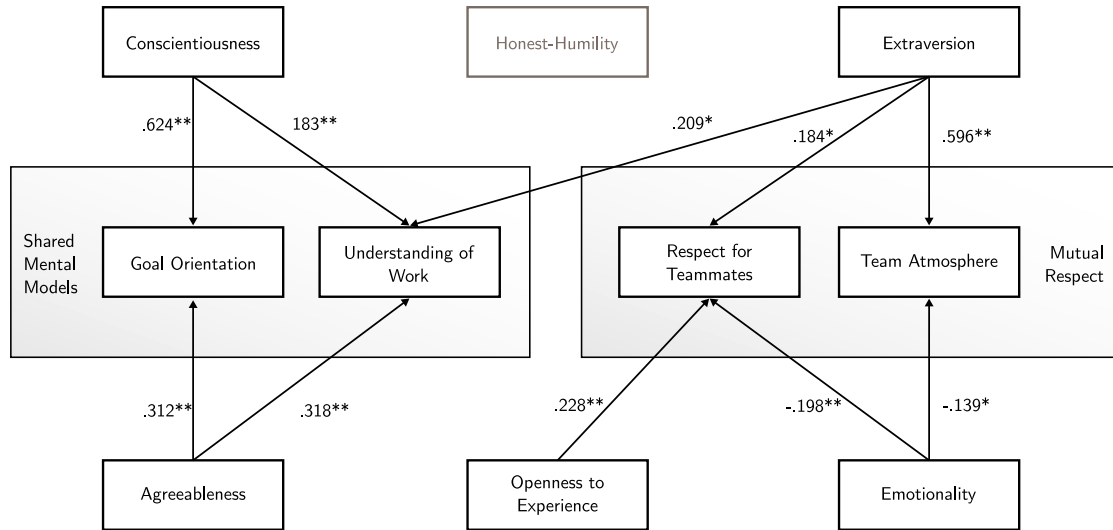 Conscientiousness
Honest-Humility
Extraversion
.624**
183**
.209*
.184*
.596**
Shared
Mental
Models
Goal Orientation
Understanding of
Work
Respect for
Teammates
Team Atmosphere
Mutual
Respect
.312**
.318**
.228**
-.198**
-.139*
Agreeableness
Openness to
Experience
Emotionality